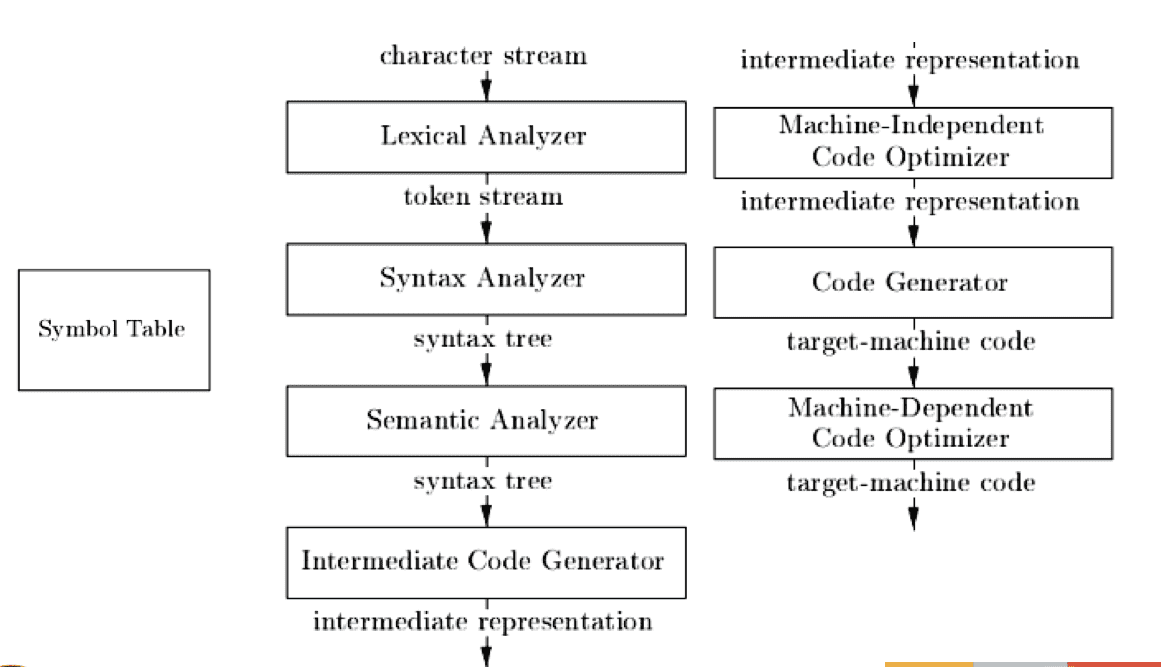 Symbol Table
character stream
Lexical Analyzer
token stream
Syntax Analyzer
syntax tree
Semantic Analyzer
syntax tree
Intermediate Code Generator
intermediate representation
intermediate representation
Machine-Independent
Code Optimizer
intermediate representation
Code Generator
target-machine code
Machine-Dependent
Code Optimizer
target-machine code